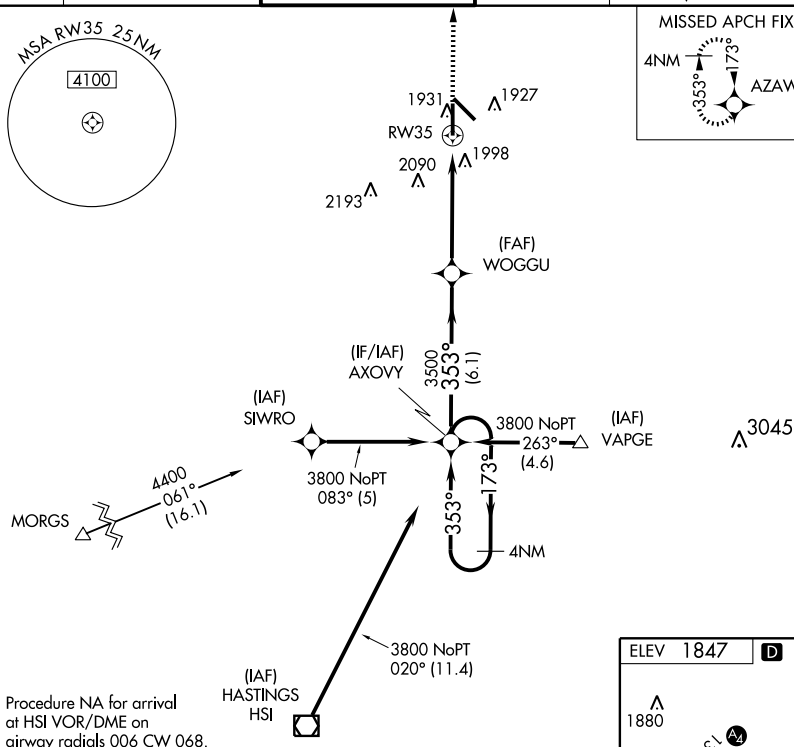 MSA RW35 25 NM
4100
MISSED APCH FIX
4NM
353°
173°
AZAW
1931
1927
RW35
1998
2090
2193
(FAF)
WOGGU
3500
353°
(6.1)
(IF/IAF)
AXOVY
(IAF)
SIWRO
3800 NoPT
083° (5)
3800 NoPT
263°
(4.6)
(IAF)
VAPGE
3045
4400
061°
(16.1)
MORGS
353°
173°
4NM
3800 NoPT
020° (11.4)
(IAF)
HASTINGS
HSI
Procedure NA for arrival
at HSI VOR/DME on
airway radials 006 CW 068.
ELEV 1847 D
1880
A4